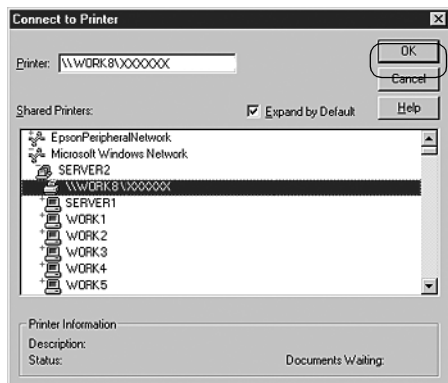 Connect to Printer
Printer: \\WORK8\XXXXXX
OK
Cancel
Shared Printers:
Expand by Default
Help
EpsonPeripheralNetwork
Microsoft Windows Network
SERVER2
\\WORK8\XXXXXX
SERVER1
WORK1
WORK2
WORK3
WORK4
WORK5
Printer Information
Description:
Status:
Documents Waiting: